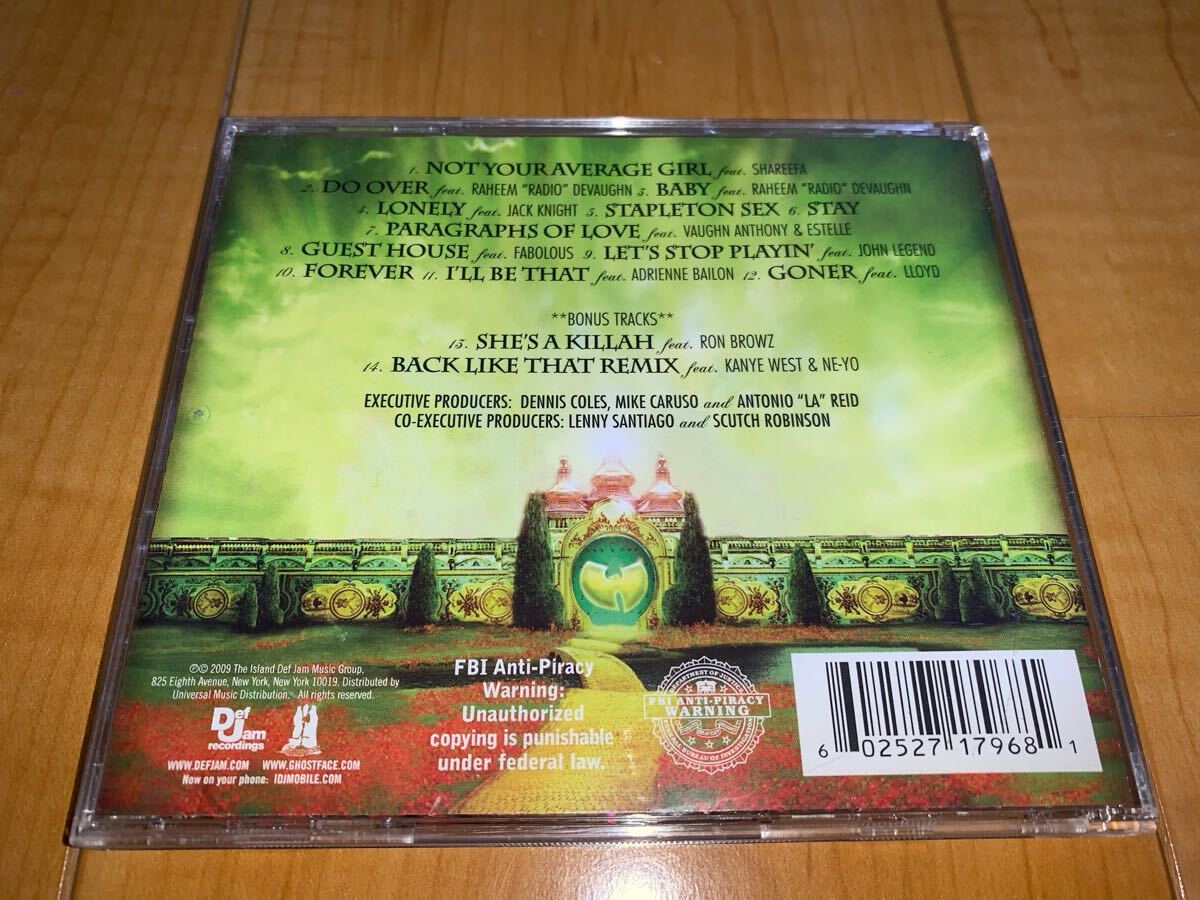 1. NOT YOUR AVERAGE GIRL feat. SHAREEFA
2. DO OVER feat. RAHEEM "RADIO" DEVAUGHN 3. BABY feat. RAHEEM "RADIO" DEVAUGHN
4. LONELY feat. JACK KNIGHT 5. STAPLETON SEX 6. STAY
7. PARAGRAPHS OF LOVE feat. VAUGHN ANTHONY & ESTELLE
8. GUEST HOUSE feat. FABOLOUS 9. LET'S STOP PLAYIN' feat. JOHN LEGEND
10. FOREVER 11. I'LL BE THAT feat. ADRIENNE BAILON 12. GONER feat. LLOYD
**BONUS TRACKS**
13. SHE'S A KILLAH feat. RON BROWZ
14. BACK LIKE THAT REMIX feat. KANYE WEST & NE-YO
EXECUTIVE PRODUCERS: DENNIS COLES, MIKE CARUSO and ANTONIO "LA" REID
CO-EXECUTIVE PRODUCERS: LENNY SANTIAGO and SCUTCH ROBINSON
℗© 2009 The Island Def Jam Music Group,
825 Eighth Avenue, New York, New York 10019. Distributed by
Universal Music Distribution. All rights reserved.
Def
Jam
recordings
WWW.DEFJAM.COM WWW.GHOSTFACE.COM
Now on your phone: IDJMOBILE.COM
FBI Anti-Piracy
Warning:
Unauthorized
copying is punishable
under federal law.
DEPARTMENT OF JUSTICE
FBI ANTI-PIRACY
WARNING
FEDERAL BUREAU OF INVESTIGATION
6 02527 17968 1